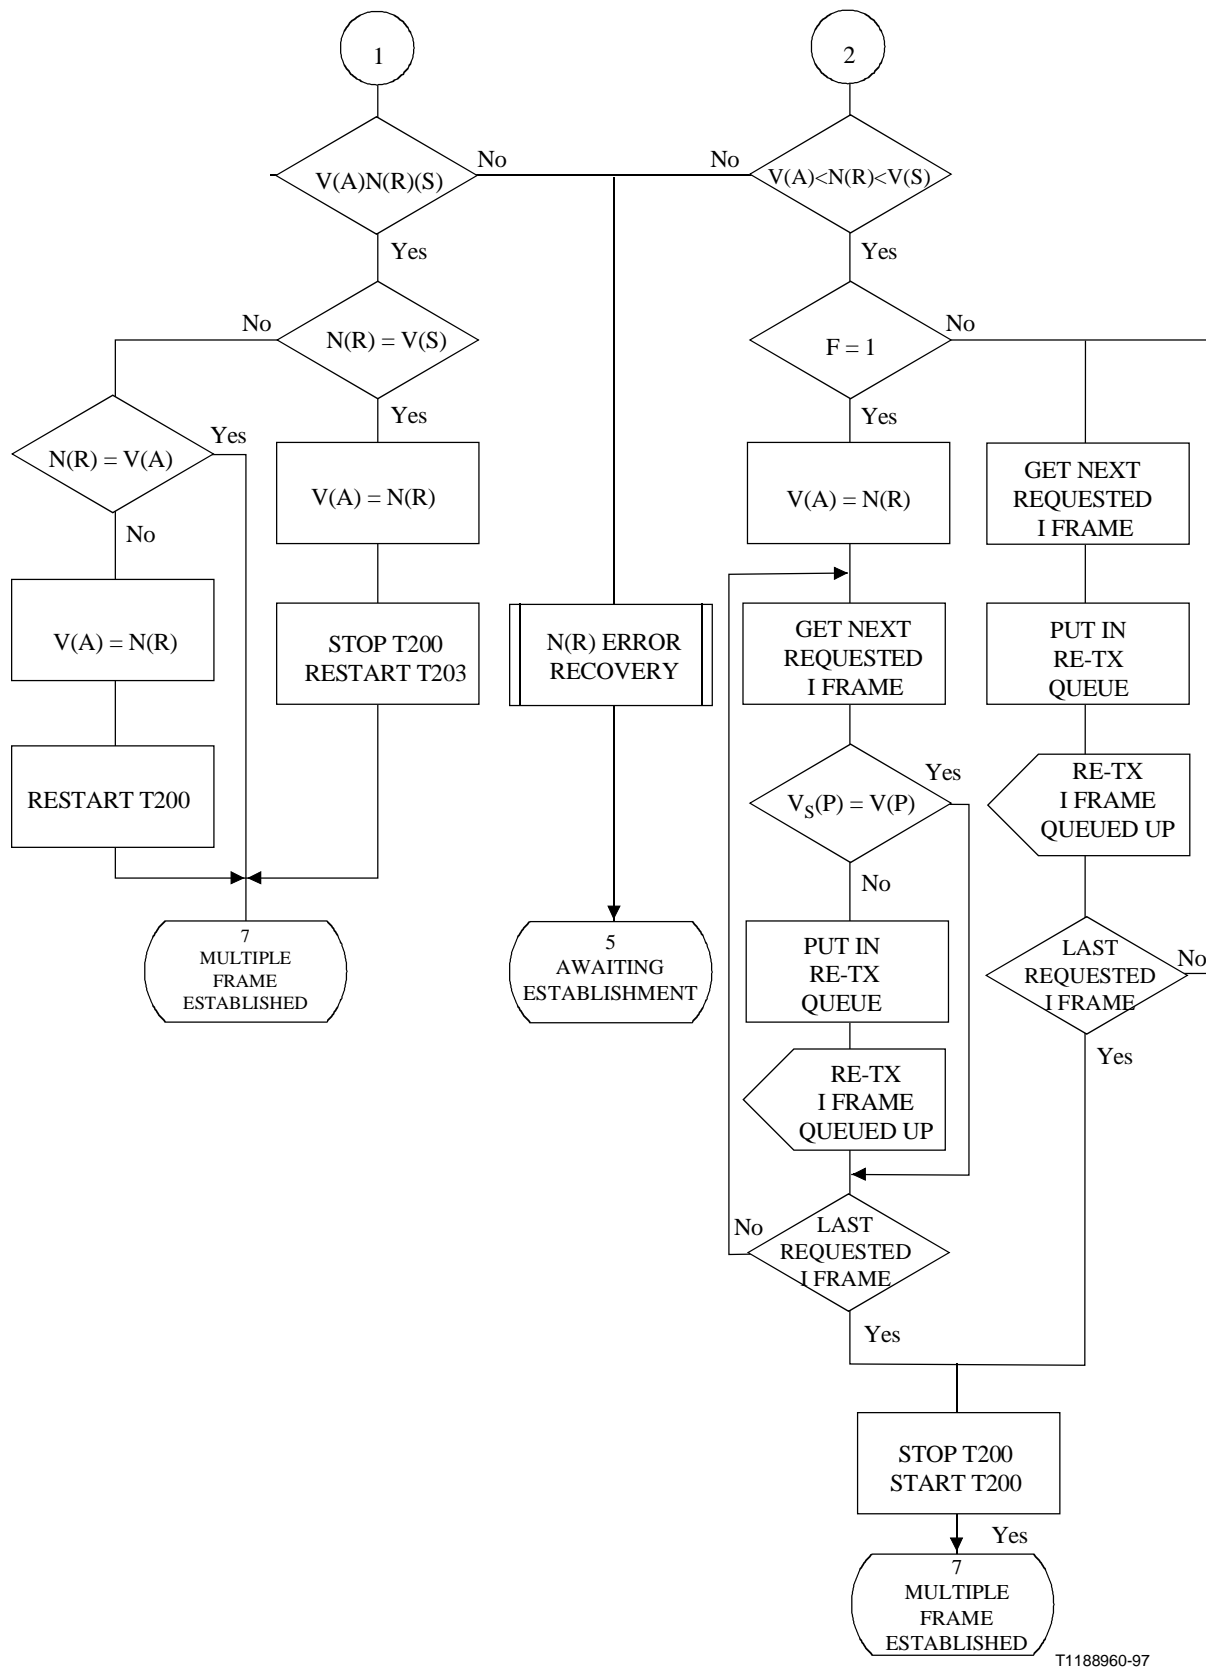 1
2
V(A)N(R)(S)
No
No
V(A)<N(R)<V(S)
Yes
Yes
No
N(R) = V(S)
F = 1
No
Yes
Yes
N(R) = V(A)
Yes
V(A) = N(R)
V(A) = N(R)
GET NEXT
REQUESTED
I FRAME
No
V(A) = N(R)
STOP T200
RESTART T203
N(R) ERROR
RECOVERY
GET NEXT
REQUESTED
I FRAME
PUT IN
RE-TX
QUEUE
RESTART T200
VS(P) = V(P)
Yes
RE-TX
I FRAME
QUEUED UP
No
7
MULTIPLE
FRAME
ESTABLISHED
5
AWAITING
ESTABLISHMENT
PUT IN
RE-TX
QUEUE
LAST
REQUESTED
I FRAME
No
Yes
RE-TX
I FRAME
QUEUED UP
No
LAST
REQUESTED
I FRAME
Yes
STOP T200
START T200
Yes
7
MULTIPLE
FRAME
ESTABLISHED
T1188960-97